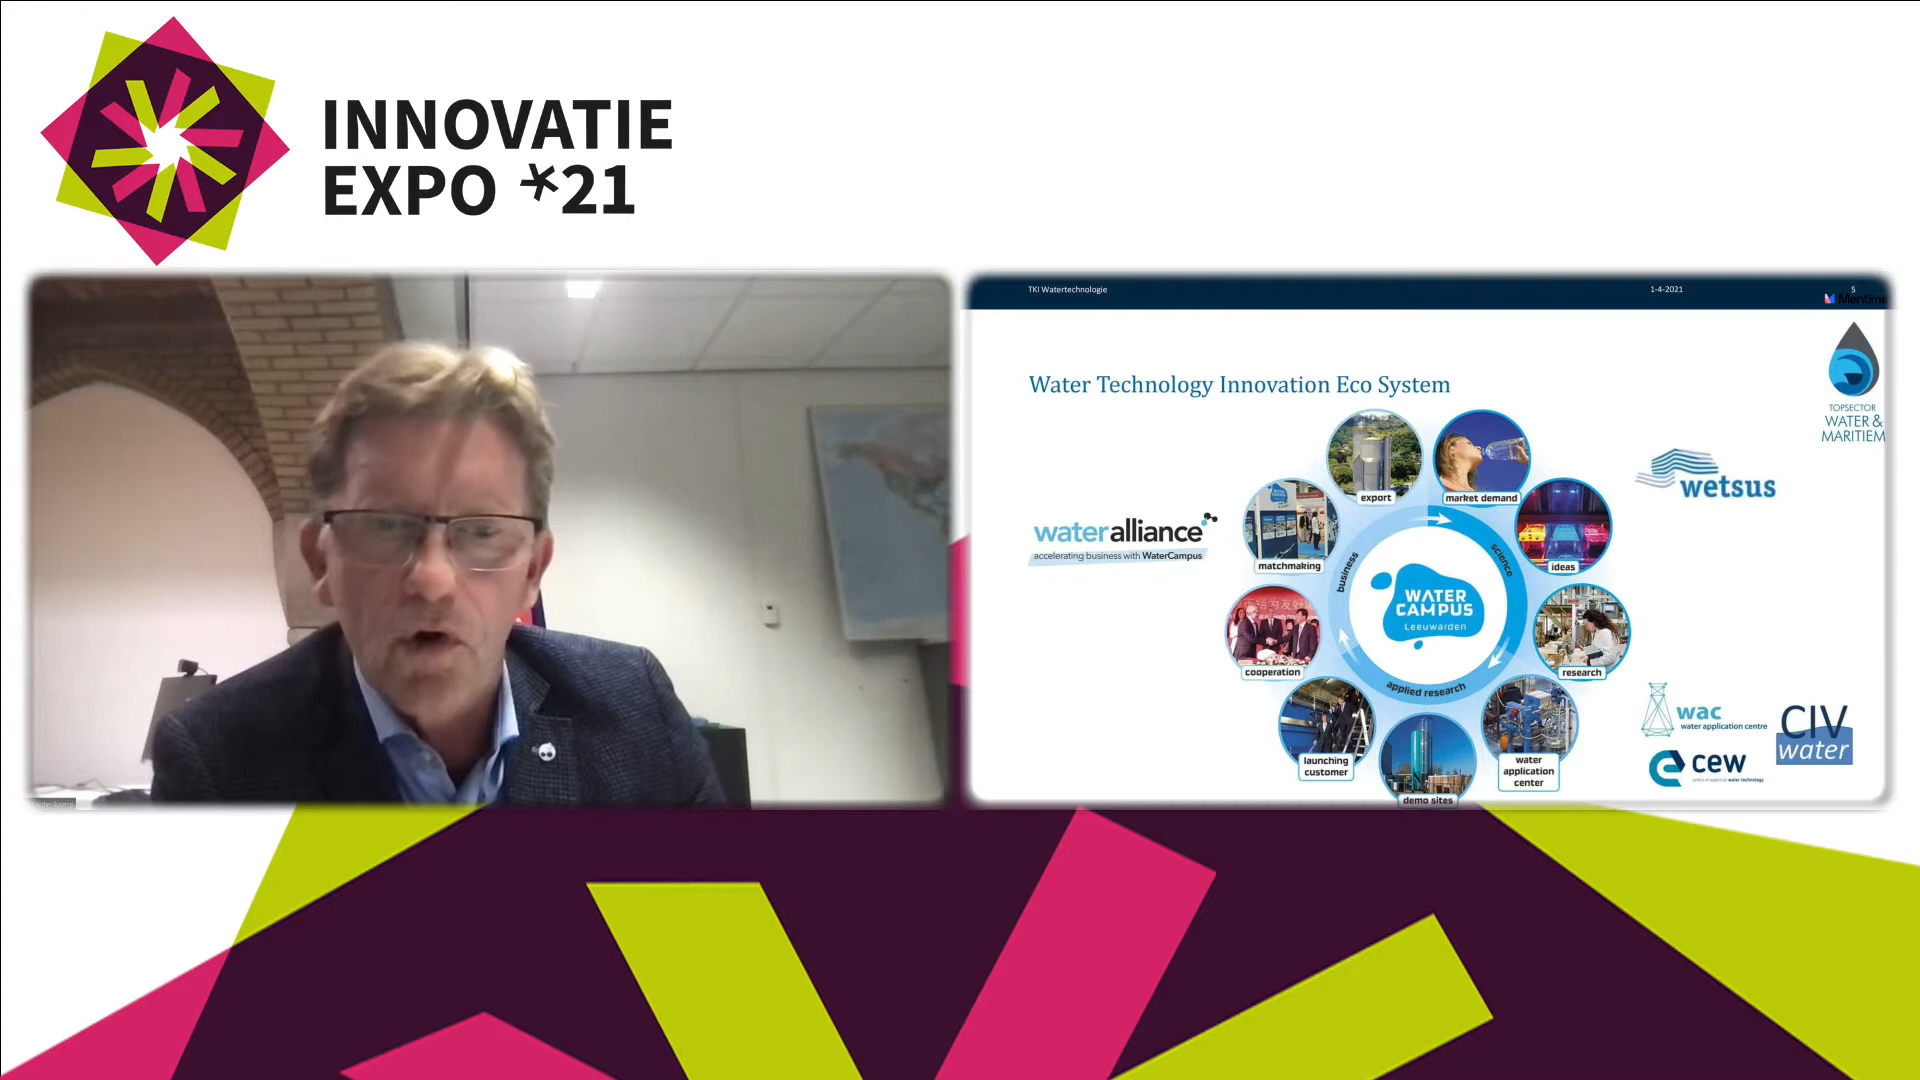 INNOVATIE
EXPO *21
TKI Watertechnologie
1-4-2021
5
Water Technology Innovation Eco System
TOPSECTOR
WATER &
MARITIEM
wetsus
wateralliance
accelerating business with WaterCampus
export
market demand
matchmaking
ideas
business
science
WATER
CAMPUS
Leeuwarden
cooperation
research
applied research
launching
customer
demo sites
water
application
center
wac
water application centre
CIV
water
cew